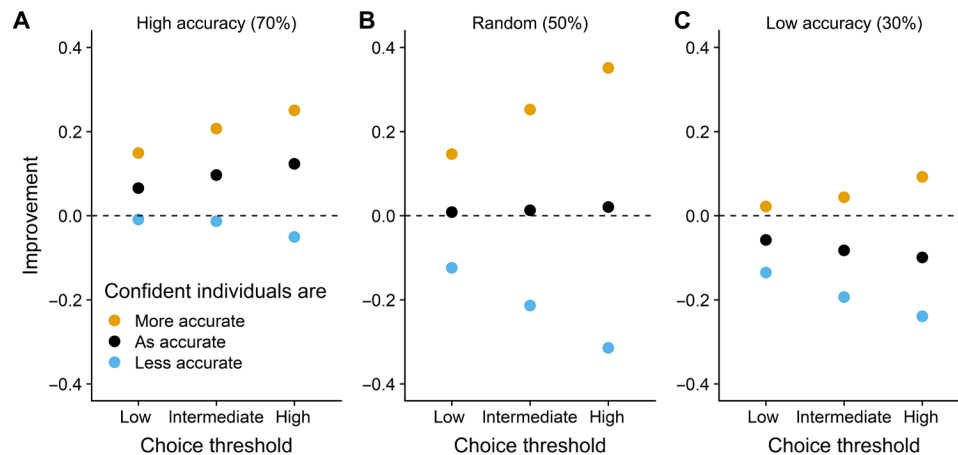 A
High accuracy (70%)
B
Random (50%)
C
Low accuracy (30%)
Improvement
0.4
0.2
0.0
−0.2
−0.4
Confident individuals are
More accurate
As accurate
Less accurate
Low
Intermediate
High
Choice threshold
0.4
0.2
0.0
−0.2
−0.4
Low
Intermediate
High
Choice threshold
0.4
0.2
0.0
−0.2
−0.4
Low
Intermediate
High
Choice threshold